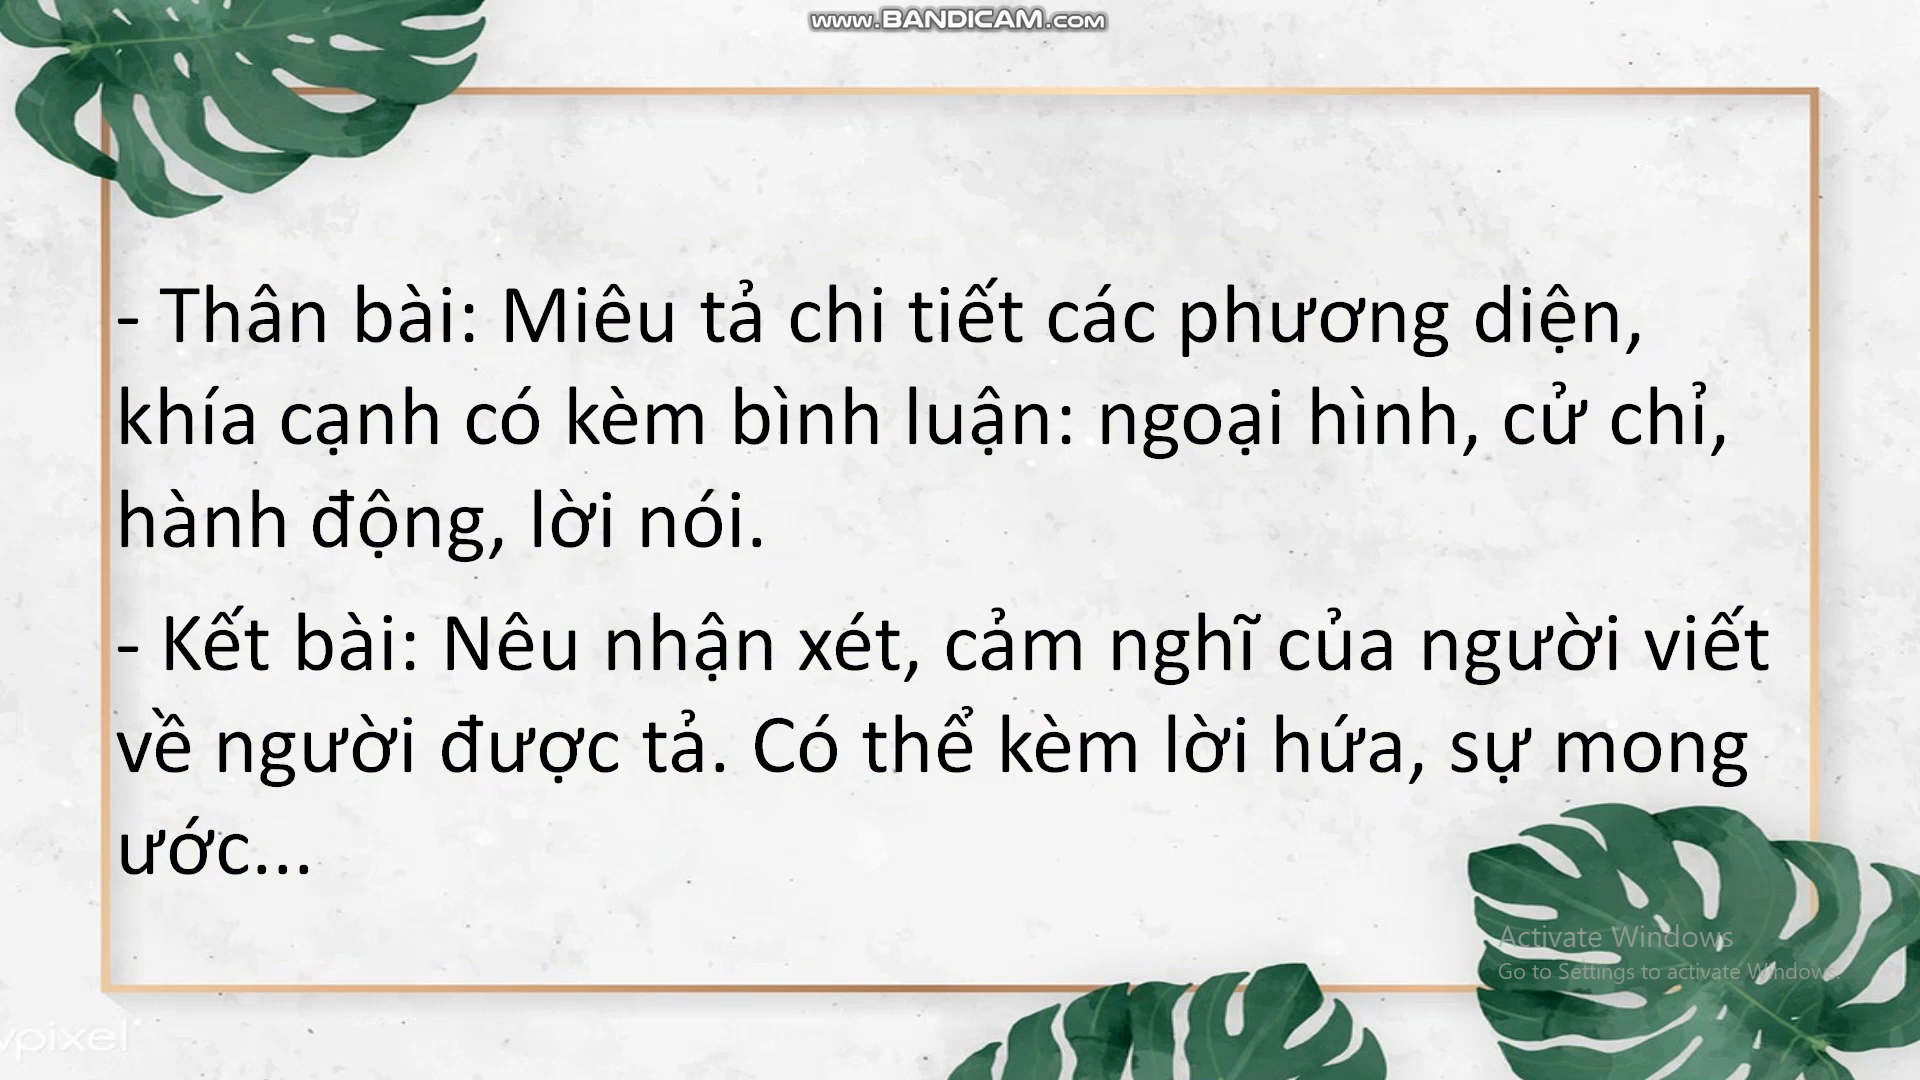 www.BANDICAM.com
- Thân bài: Miêu tả chi tiết các phương diện,
khía cạnh có kèm bình luận: ngoại hình, cử chỉ,
hành động, lời nói.
- Kết bài: Nêu nhận xét, cảm nghĩ của người viết
về người được tả. Có thể kèm lời hứa, sự mong
ước...
Activate Windows
Go to Settings to activate Windows.
vpixel